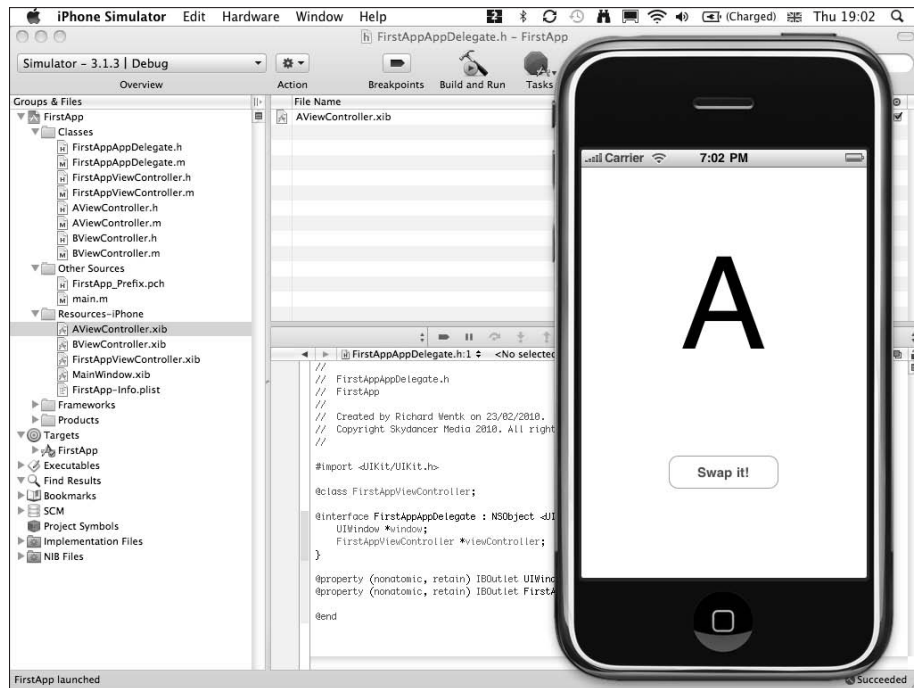 iPhone Simulator Edit Hardware Window Help (Charged) Thu 19:02
FirstAppAppDelegate.h – FirstApp
Simulator – 3.1.3 | Debug
Overview Action Breakpoints Build and Run Tasks
Groups & Files
FirstApp
Classes
FirstAppAppDelegate.h
FirstAppAppDelegate.m
FirstAppViewController.h
FirstAppViewController.m
AViewController.h
AViewController.m
BViewController.h
BViewController.m
Other Sources
FirstApp_Prefix.pch
main.m
Resources-iPhone
AViewController.xib
BViewController.xib
FirstAppViewController.xib
MainWindow.xib
FirstApp-Info.plist
Frameworks
Products
Targets
FirstApp
Executables
Find Results
Bookmarks
SCM
Project Symbols
Implementation Files
NIB Files
File Name
AViewController.xib
FirstAppAppDelegate.h:1 <No selected
//
// FirstAppAppDelegate.h
// FirstApp
//
// Created by Richard Wentk on 23/02/2010.
// Copyright Skydancer Media 2010. All right
//
#import <UIKit/UIKit.h>
@class FirstAppViewController;
@interface FirstAppAppDelegate : NSObject <UI
UIWindow *window;
FirstAppViewController *viewController;
}
@property (nonatomic, retain) IBOutlet UIWind
@property (nonatomic, retain) IBOutlet FirstA
@end
Carrier 7:02 PM
A
Swap it!
FirstApp launched
Succeeded